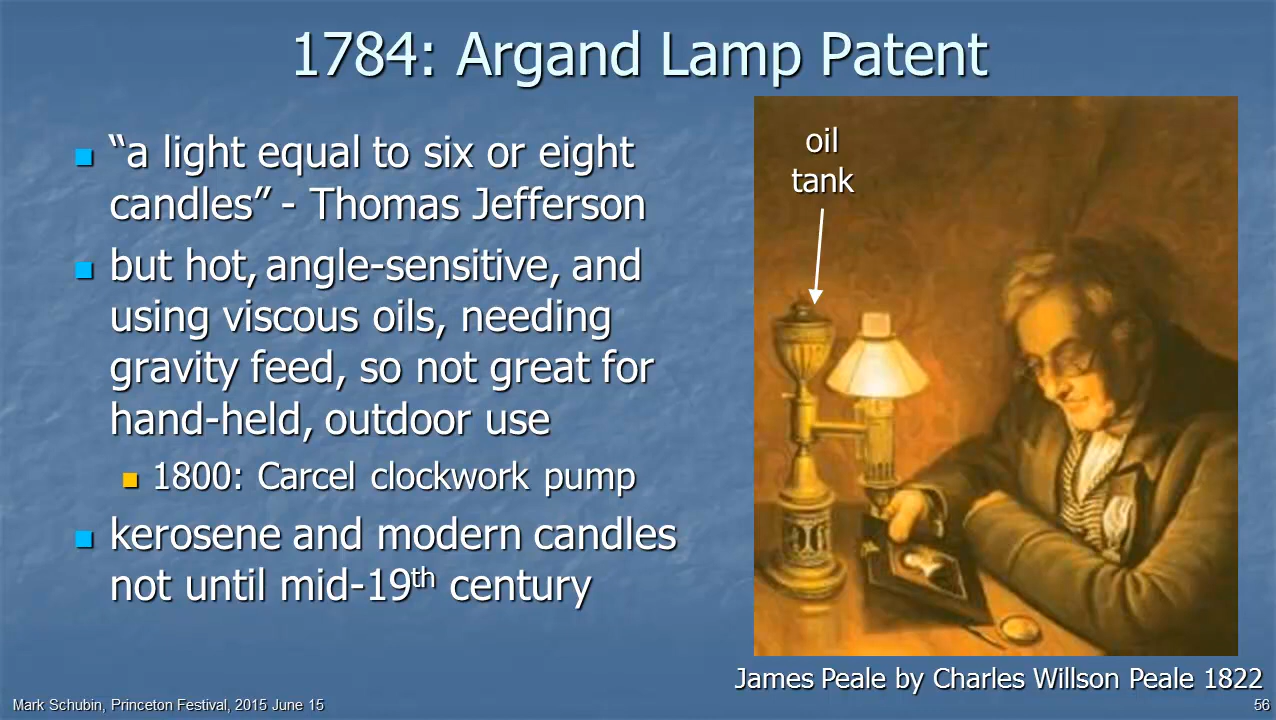 1784: Argand Lamp Patent
“a light equal to six or eight
candles” - Thomas Jefferson
but hot, angle-sensitive, and
using viscous oils, needing
gravity feed, so not great for
hand-held, outdoor use
1800: Carcel clockwork pump
kerosene and modern candles
not until mid-19th century
oil
tank
James Peale by Charles Willson Peale 1822
Mark Schubin, Princeton Festival, 2015 June 15
56